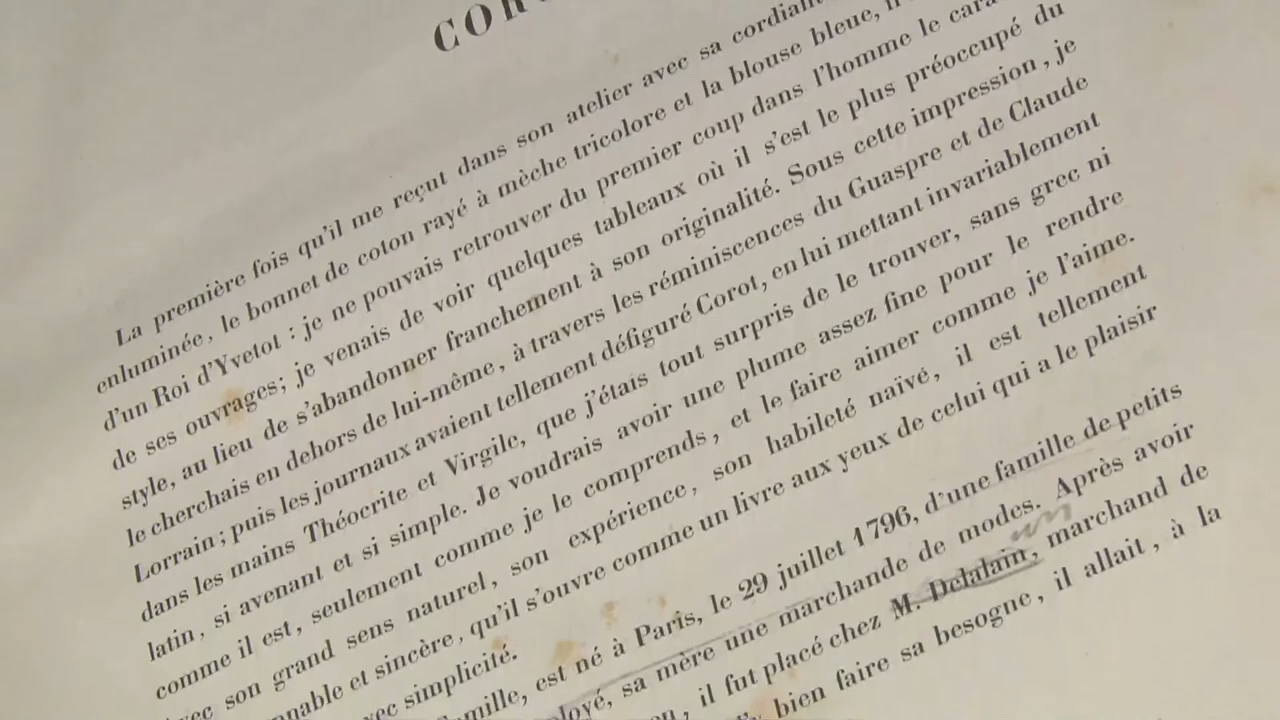 COR
La première fois qu'il me reçut dans son atelier avec sa
enluminée, le bonnet de coton rayé à mèche tricolore et la blouse bleue,
d'un Roi d'Yvetot : je ne pouvais retrouver du premier coup dans l'homme le
de ses ouvrages; je venais de voir quelques tableaux où il s'est le plus préoccupé du
style, au lieu de s'abandonner franchement à son originalité. Sous cette impression, je
le cherchais en dehors de lui-même, à travers les réminiscences du Guaspre et de Claude
Lorrain; puis les journaux avaient tellement défiguré Corot, en lui mettant invariablement
dans les mains Théocrite et Virgile, que j'étais tout surpris de le trouver, sans grec ni
latin, si avenant et si simple. Je voudrais avoir une plume assez fine pour le rendre
comme il est, seulement comme je le comprends, et le faire aimer comme je l'aime.
son grand sens naturel, son expérience, son habileté naïve, il est tellement
et sincère, qu'il s'ouvre comme un livre aux yeux de celui qui a le plaisir
simplicité.
est né à Paris, le 29 juillet 1796, d'une famille de petits
sa mère une marchande de modes. Après avoir
il fut placé chez M. Delalain, marchand de
bien faire sa besogne, il allait, à la